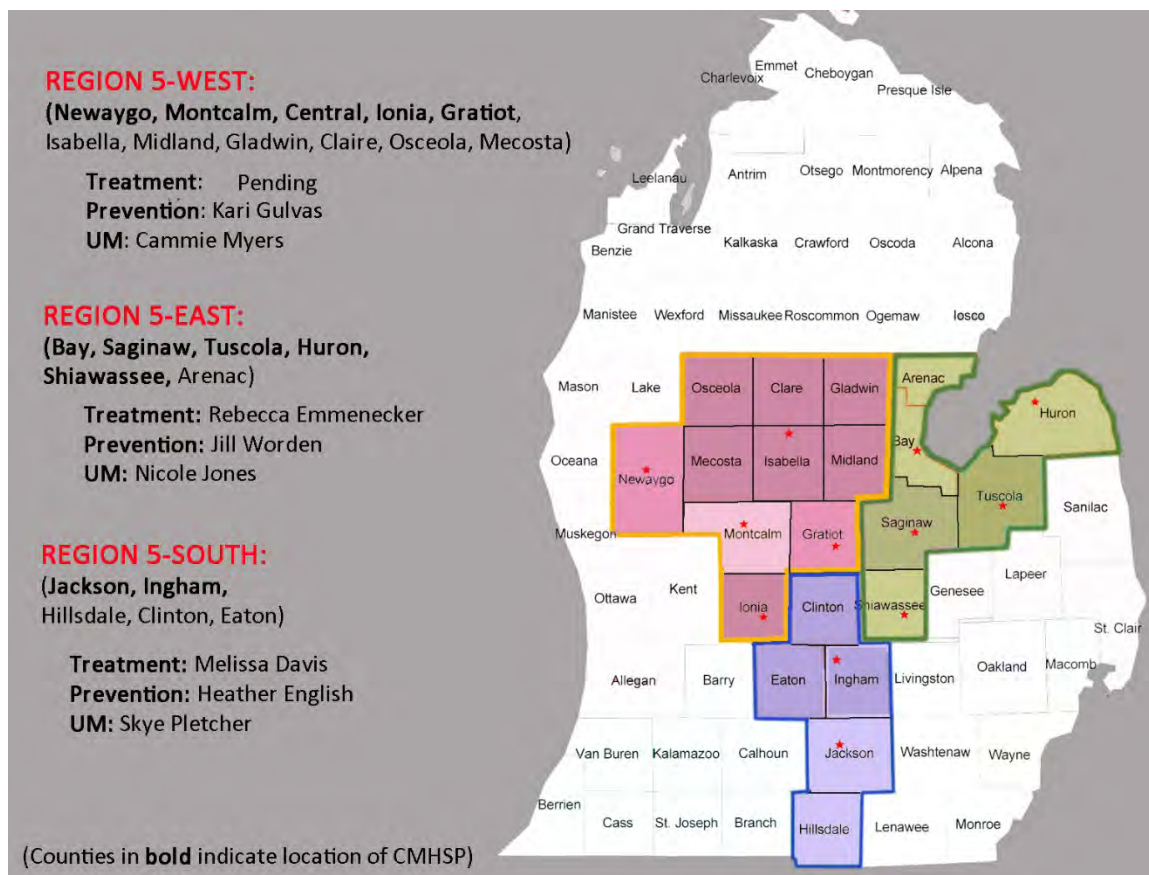 REGION 5-WEST:
(Newaygo, Montcalm, Central, Ionia, Gratiot,
Isabella, Midland, Gladwin, Claire, Osceola, Mecosta)
Treatment: Pending
Prevention: Kari Gulvas
UM: Cammie Myers
REGION 5-EAST:
(Bay, Saginaw, Tuscola, Huron,
Shiawassee, Arenac)
Treatment: Rebecca Emmenecker
Prevention: Jill Worden
UM: Nicole Jones
REGION 5-SOUTH:
(Jackson, Ingham,
Hillsdale, Clinton, Eaton)
Treatment: Melissa Davis
Prevention: Heather English
UM: Skye Pletcher
(Counties in bold indicate location of CMHSP)
Emmet
Charlevoix
Cheboygan
Presque Isle
Leelanau
Antrim
Otsego
Montmorency
Alpena
Grand Traverse
Benzie
Kalkaska
Crawford
Oscoda
Alcona
Manistee
Wexford
Missaukee
Roscommon
Ogemaw
Iosco
Mason
Lake
Osceola
Clare
Gladwin
Arenac
Huron
Oceana
Newaygo
Mecosta
Isabella
Midland
Bay
Tuscola
Sanilac
Muskegon
Montcalm
Gratiot
Saginaw
Ottawa
Kent
Ionia
Clinton
Shiawassee
Genesee
Lapeer
St. Clair
Allegan
Barry
Eaton
Ingham
Livingston
Oakland
Macomb
Van Buren
Kalamazoo
Calhoun
Jackson
Washtenaw
Wayne
Berrien
Cass
St. Joseph
Branch
Hillsdale
Lenawee
Monroe